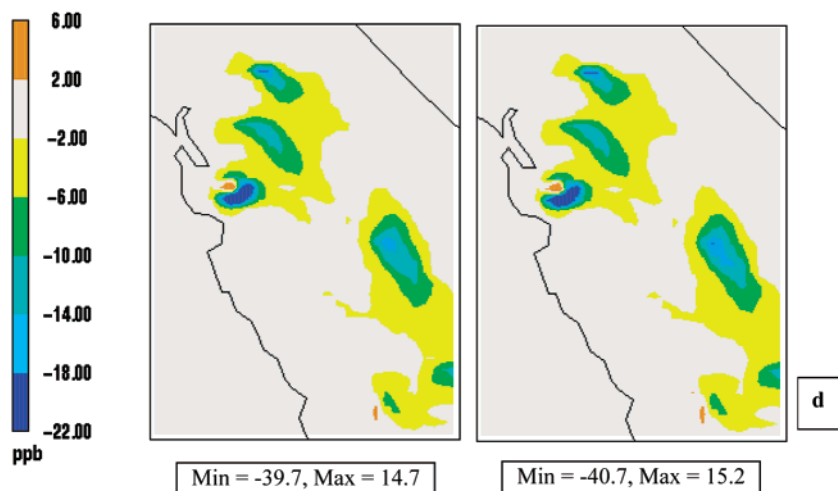 6.00
2.00
-2.00
-6.00
-10.00
-14.00
-18.00
-22.00
ppb
d
Min = -39.7, Max = 14.7
Min = -40.7, Max = 15.2